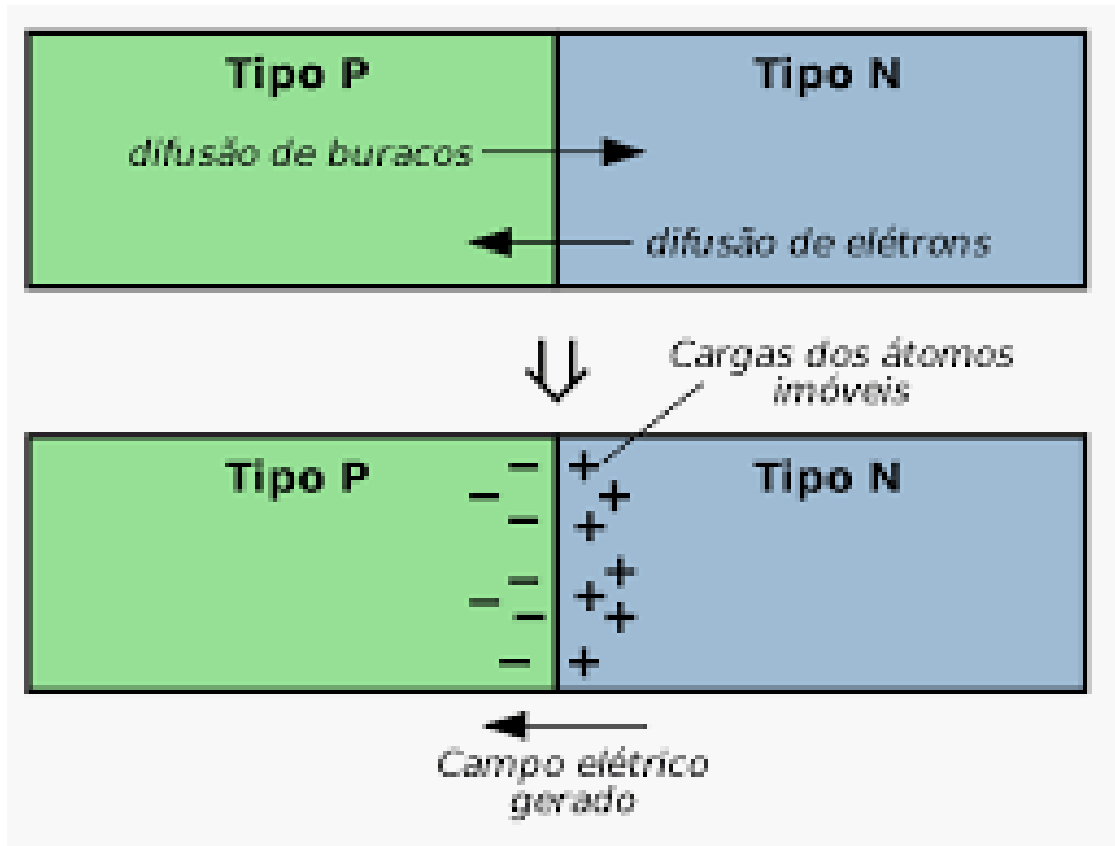 Tipo P
Tipo N
difusão de buracos
difusão de elétrons
Cargas dos átomos
imóveis
Tipo P
Tipo N
− +
− +
− +
− +
− +
− +
− +
Campo elétrico
gerado